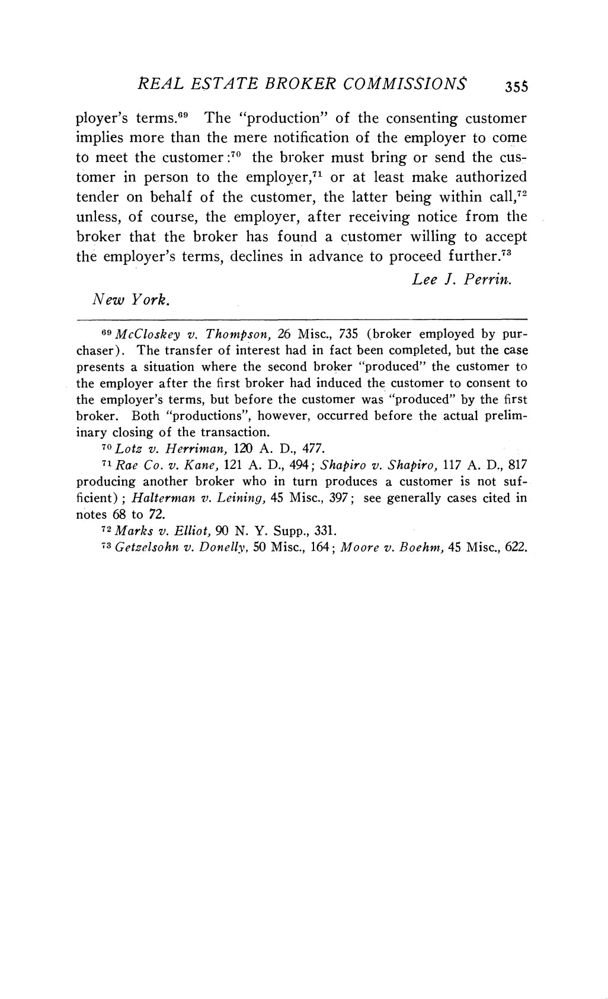 REAL ESTATE BROKER COMMISSIONS 355
ployer's terms.⁶⁹ The “production” of the consenting customer
implies more than the mere notification of the employer to come
to meet the customer:⁷⁰ the broker must bring or send the cus-
tomer in person to the employer,⁷¹ or at least make authorized
tender on behalf of the customer, the latter being within call,⁷²
unless, of course, the employer, after receiving notice from the
broker that the broker has found a customer willing to accept
the employer's terms, declines in advance to proceed further.⁷³
Lee J. Perrin.
New York.
⁶⁹ McCloskey v. Thompson, 26 Misc., 735 (broker employed by pur-
chaser). The transfer of interest had in fact been completed, but the case
presents a situation where the second broker “produced” the customer to
the employer after the first broker had induced the customer to consent to
the employer's terms, but before the customer was “produced” by the first
broker. Both “productions”, however, occurred before the actual prelim-
inary closing of the transaction.
⁷⁰ Lotz v. Herriman, 120 A. D., 477.
⁷¹ Rae Co. v. Kane, 121 A. D., 494; Shapiro v. Shapiro, 117 A. D., 817
producing another broker who in turn produces a customer is not suf-
ficient) ; Halterman v. Leining, 45 Misc., 397; see generally cases cited in
notes 68 to 72.
⁷² Marks v. Elliot, 90 N. Y. Supp., 331.
⁷³ Getzelsohn v. Donelly, 50 Misc., 164; Moore v. Boehm, 45 Misc., 622.